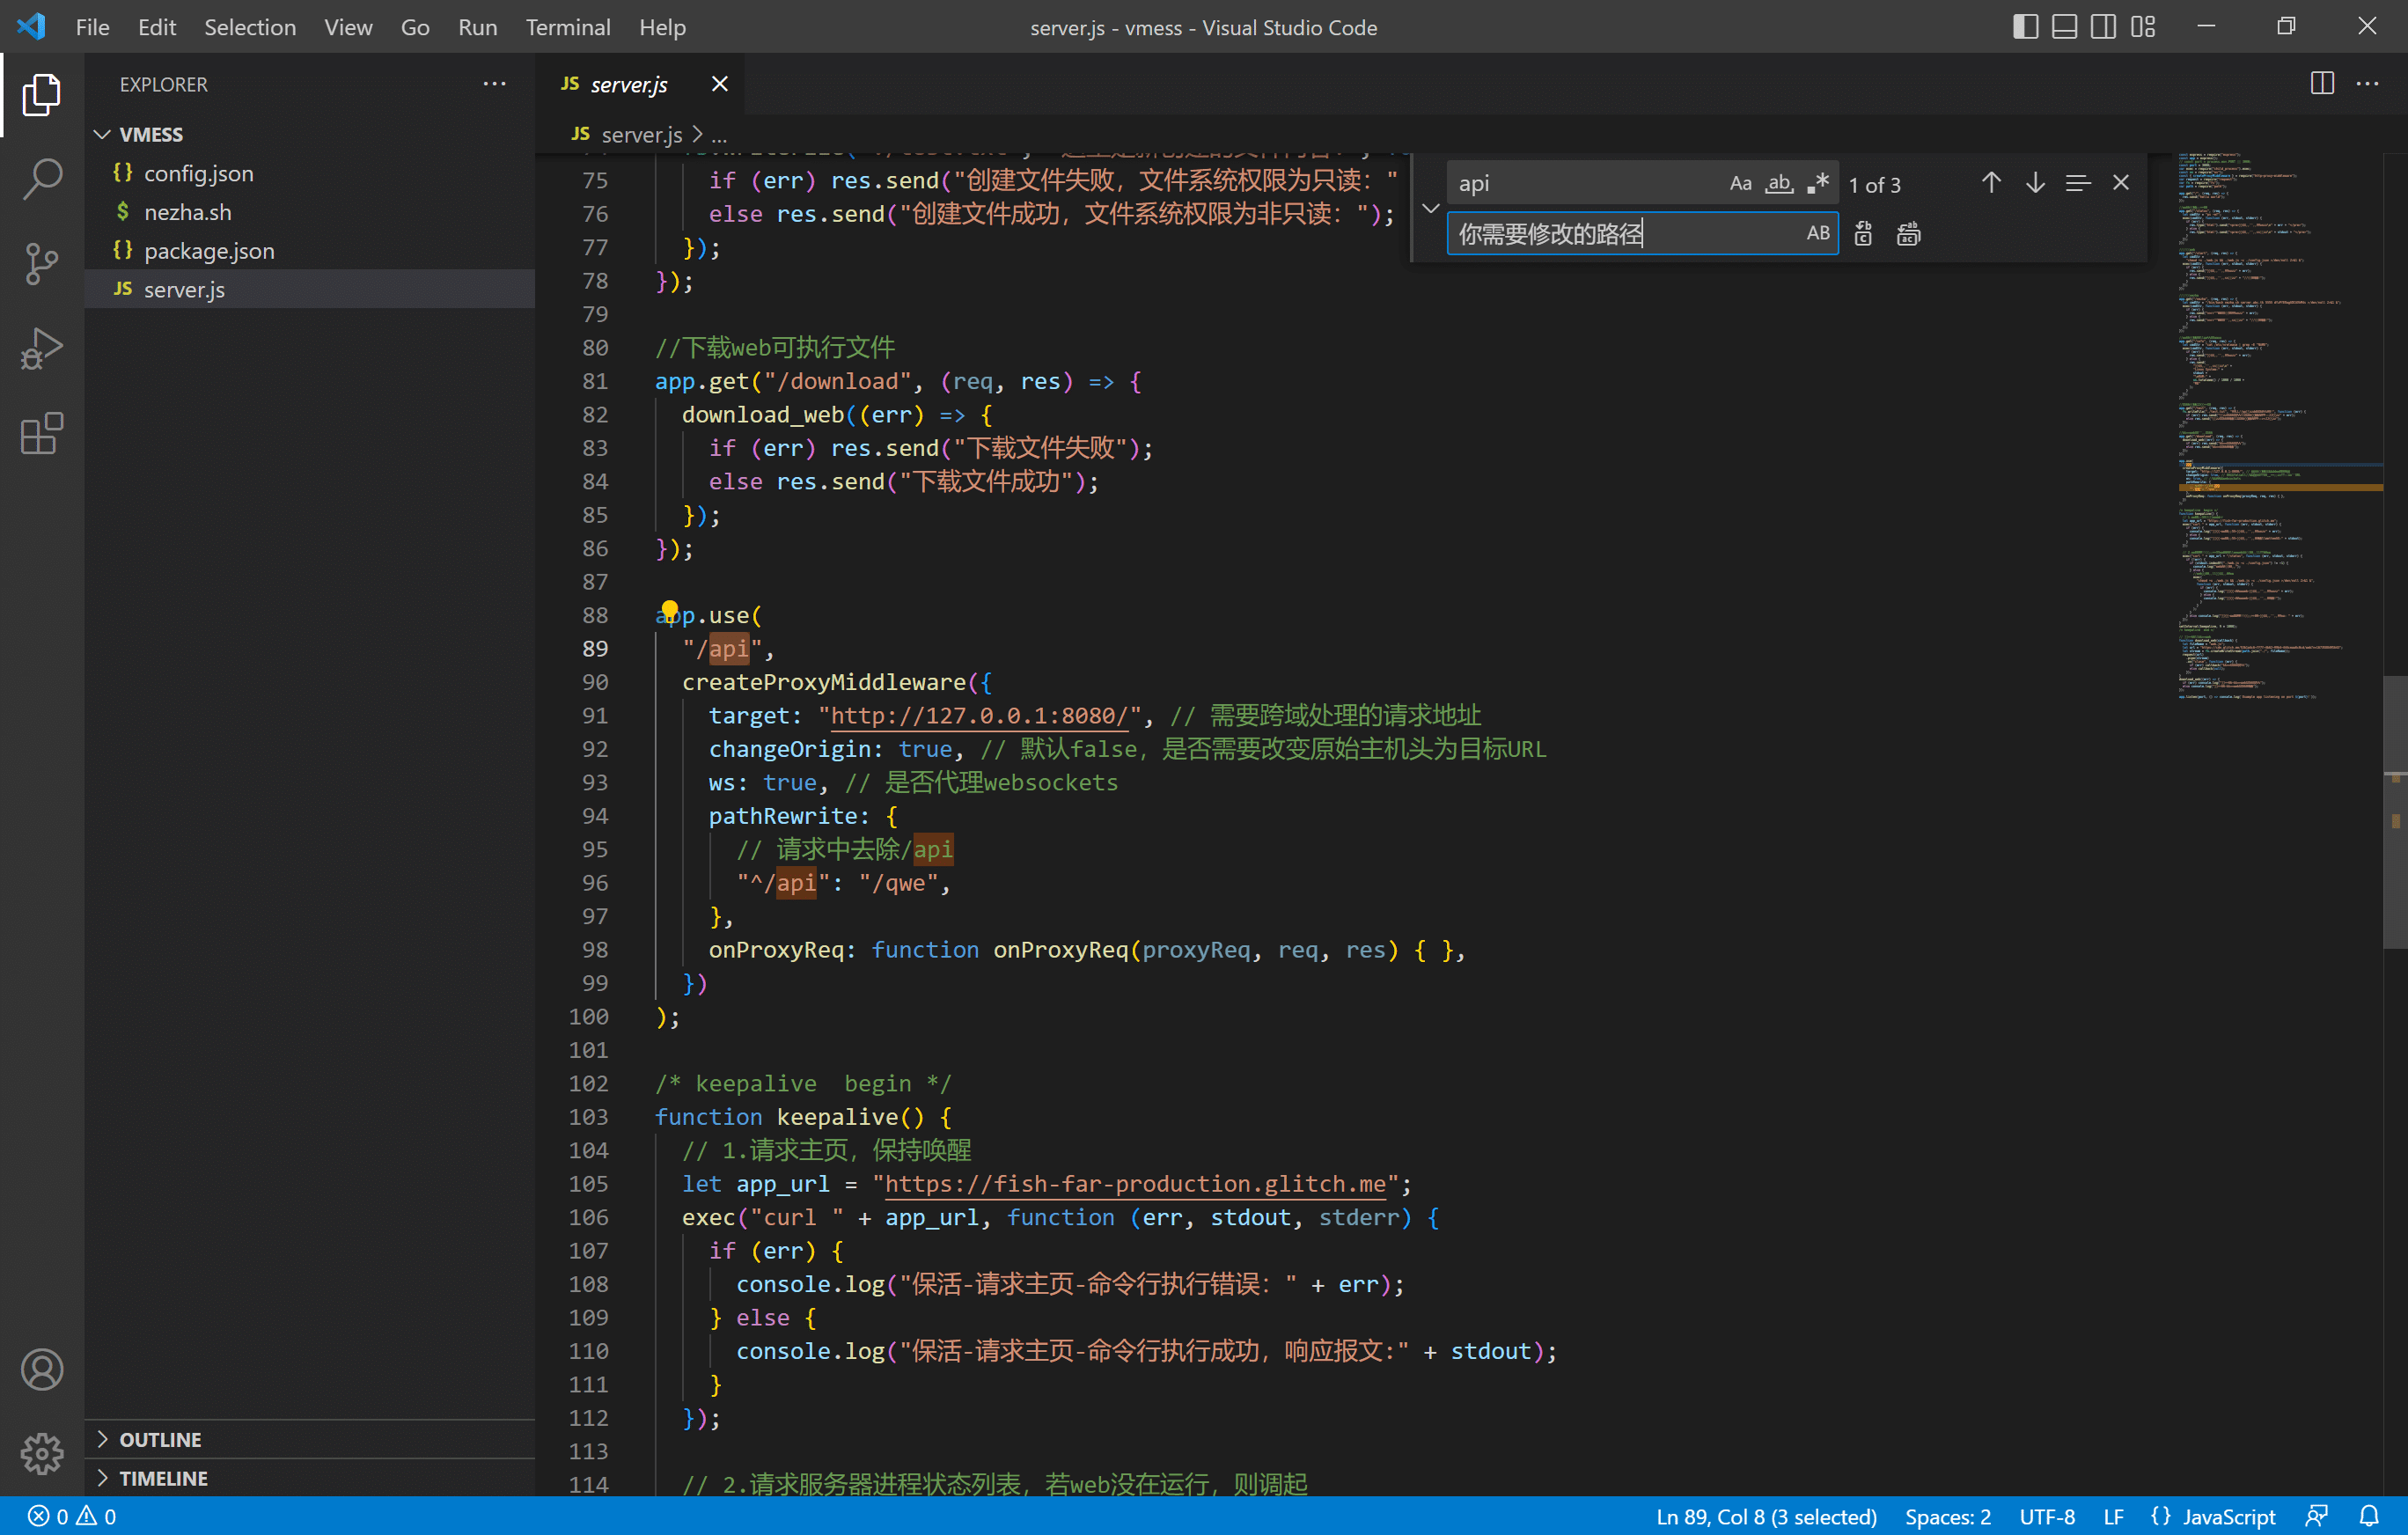 File Edit Selection View Go Run Terminal Help
server.js - vmess - Visual Studio Code
EXPLORER
VMESS
{} config.json
$ nezha.sh
{} package.json
JS server.js
OUTLINE
TIMELINE
JS server.js
JS server.js > ...
api
Aa ab .*
1 of 3
你需要修改的路径
AB
75 if (err) res.send("创建文件失败，文件系统权限为只读："
76 else res.send("创建文件成功，文件系统权限为非只读：");
77 });
78 });
79
80 //下载web可执行文件
81 app.get("/download", (req, res) => {
82 download_web((err) => {
83 if (err) res.send("下载文件失败");
84 else res.send("下载文件成功");
85 });
86 });
87
88 app.use(
89 "/api",
90 createProxyMiddleware({
91 target: "http://127.0.0.1:8080/", // 需要跨域处理的请求地址
92 changeOrigin: true, // 默认false，是否需要改变原始主机头为目标URL
93 ws: true, // 是否代理websockets
94 pathRewrite: {
95 // 请求中去除/api
96 "^/api": "/qwe",
97 },
98 onProxyReq: function onProxyReq(proxyReq, req, res) { },
99 })
100 );
101
102 /* keepalive  begin */
103 function keepalive() {
104 // 1.请求主页，保持唤醒
105 let app_url = "https://fish-far-production.glitch.me";
106 exec("curl " + app_url, function (err, stdout, stderr) {
107 if (err) {
108 console.log("保活-请求主页-命令行执行错误：" + err);
109 } else {
110 console.log("保活-请求主页-命令行执行成功，响应报文:" + stdout);
111 }
112 });
113
114 // 2.请求服务器进程状态列表，若web没在运行，则调起
0 0
Ln 89, Col 8 (3 selected) Spaces: 2 UTF-8 LF {} JavaScript